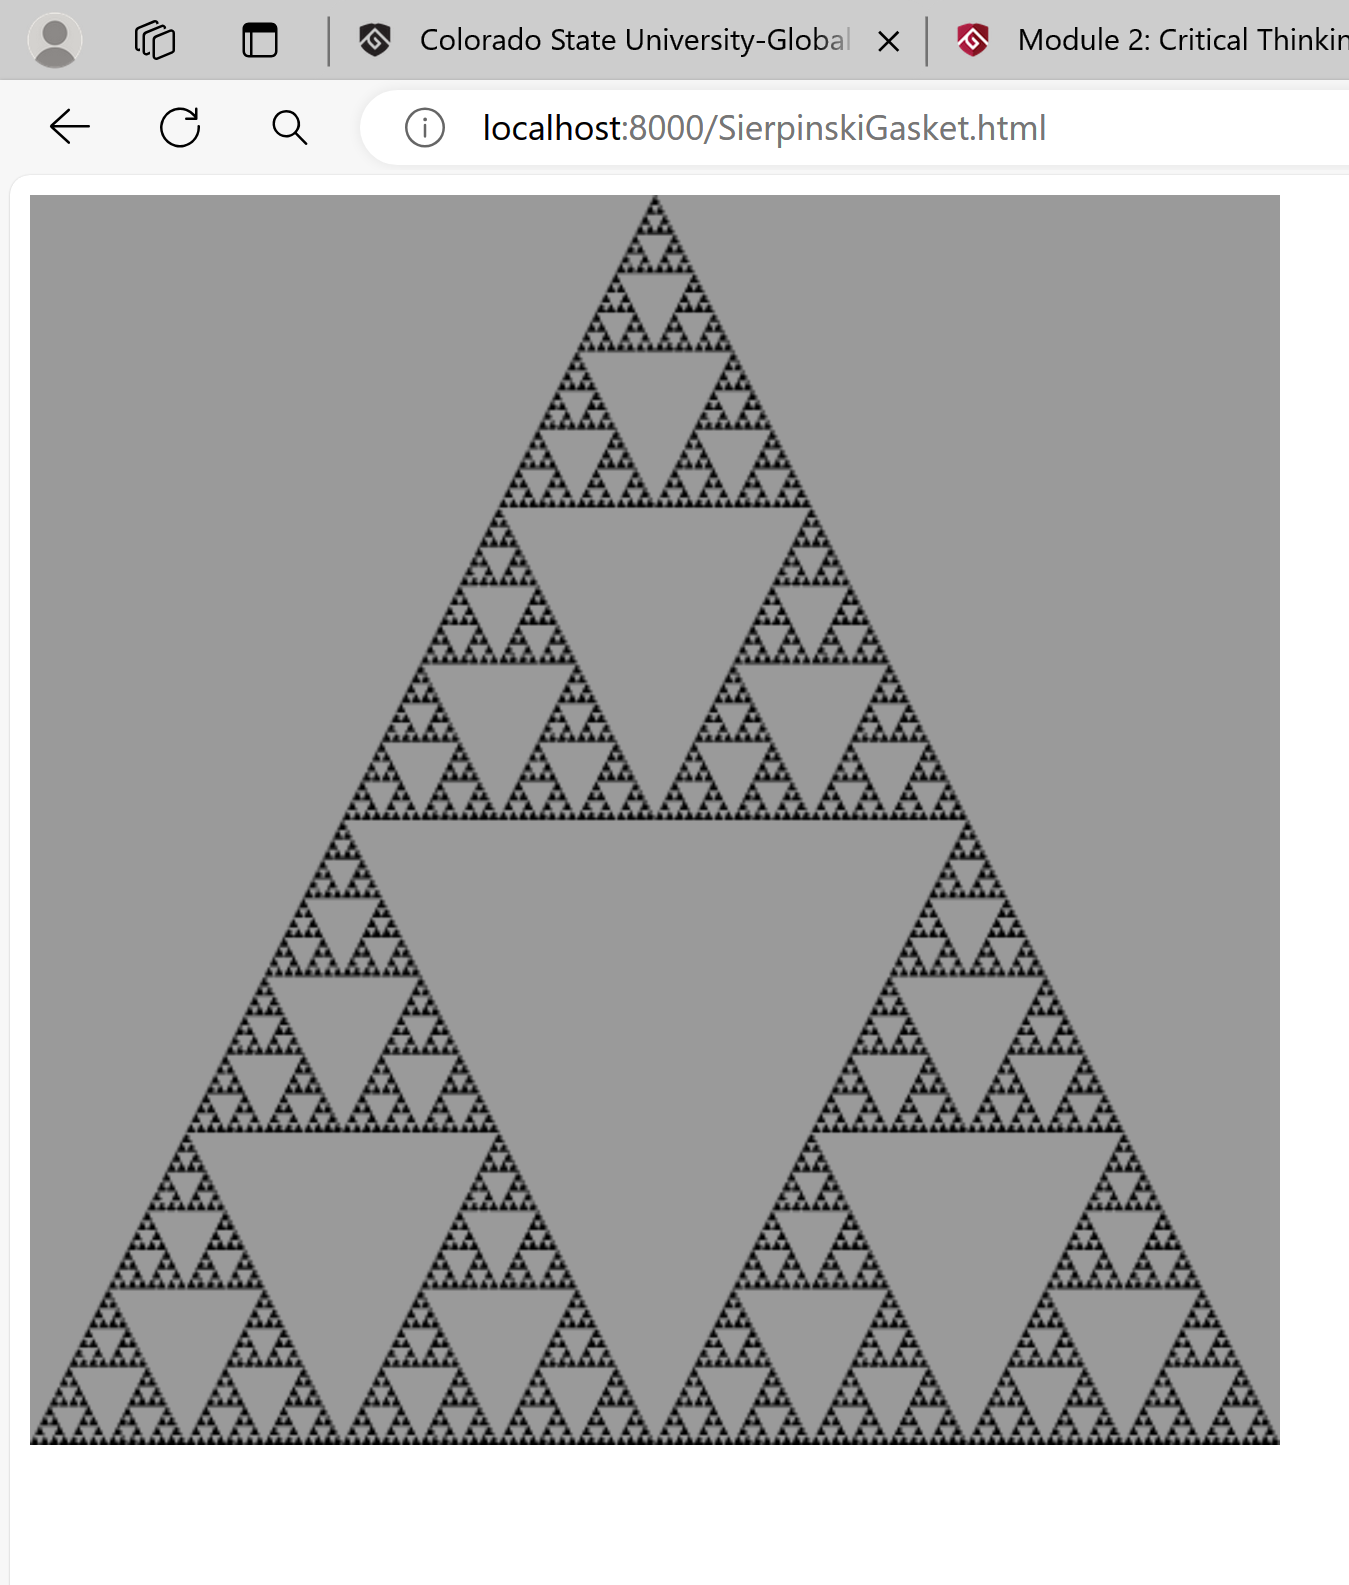 Colorado State University-Global
Module 2: Critical Thinkin
localhost:8000/SierpinskiGasket.html